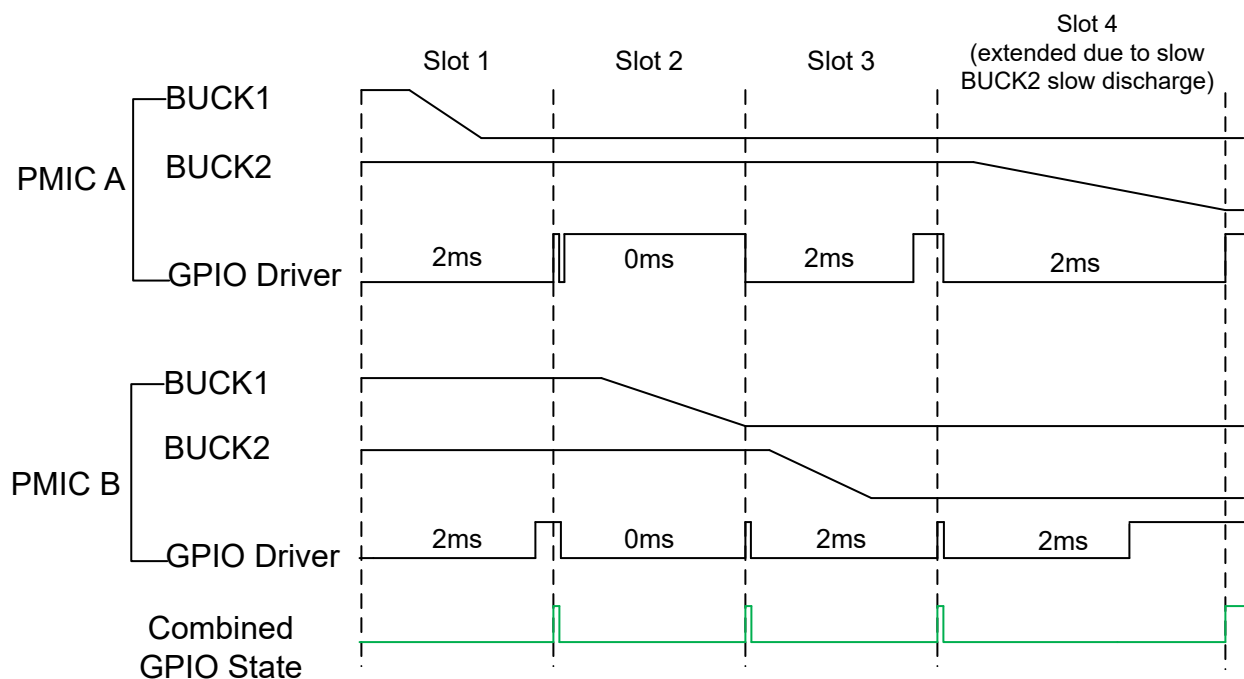 Slot 1
Slot 2
Slot 3
Slot 4
(extended due to slow
BUCK2 slow discharge)
PMIC A
BUCK1
BUCK2
GPIO Driver
2ms
0ms
2ms
2ms
PMIC B
BUCK1
BUCK2
GPIO Driver
2ms
0ms
2ms
2ms
Combined
GPIO State